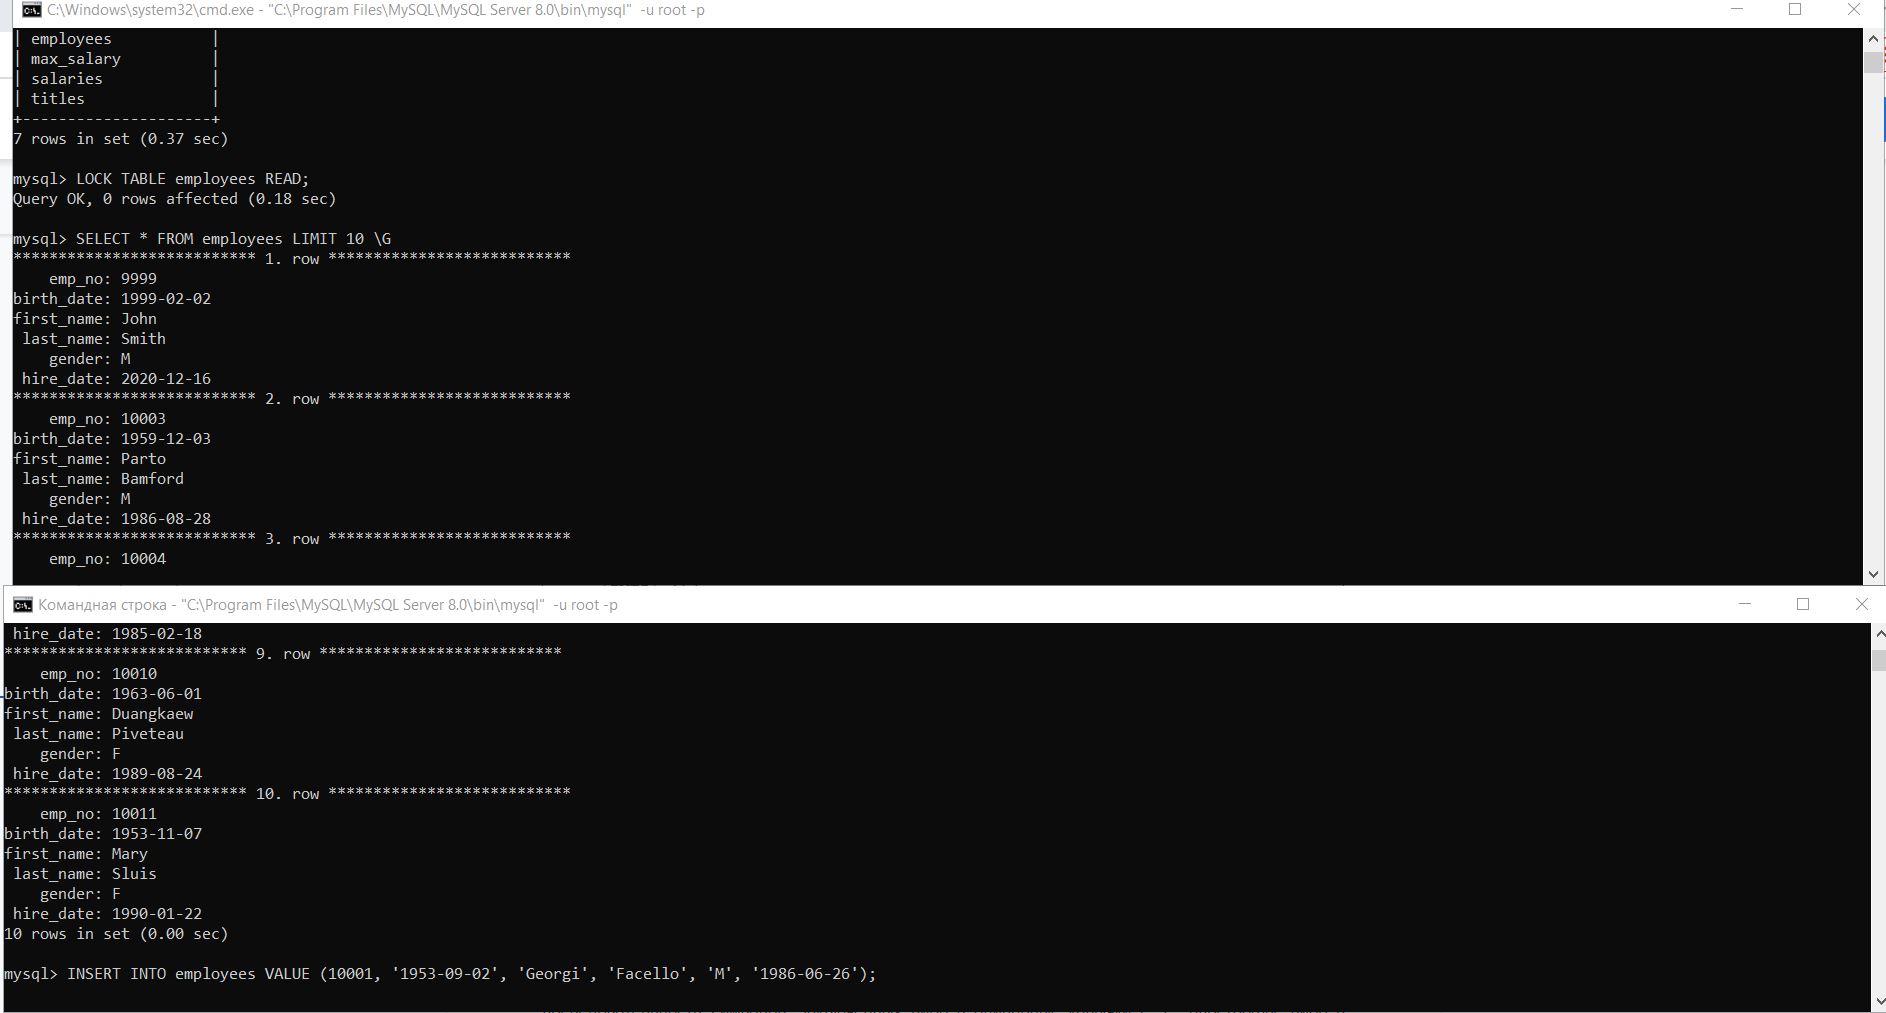 C:\Windows\system32\cmd.exe - "C:\Program Files\MySQL\MySQL Server 8.0\bin\mysql" -u root -p
| employees |
| max_salary |
| salaries |
| titles |
+---------------------+
7 rows in set (0.37 sec)
mysql> LOCK TABLE employees READ;
Query OK, 0 rows affected (0.18 sec)
mysql> SELECT * FROM employees LIMIT 10 \G
*************************** 1. row ***************************
emp_no: 9999
birth_date: 1999-02-02
first_name: John
last_name: Smith
gender: M
hire_date: 2020-12-16
*************************** 2. row ***************************
emp_no: 10003
birth_date: 1959-12-03
first_name: Parto
last_name: Bamford
gender: M
hire_date: 1986-08-28
*************************** 3. row ***************************
emp_no: 10004
Командная строка - "C:\Program Files\MySQL\MySQL Server 8.0\bin\mysql" -u root -p
hire_date: 1985-02-18
*************************** 9. row ***************************
emp_no: 10010
birth_date: 1963-06-01
first_name: Duangkaew
last_name: Piveteau
gender: F
hire_date: 1989-08-24
*************************** 10. row ***************************
emp_no: 10011
birth_date: 1953-11-07
first_name: Mary
last_name: Sluis
gender: F
hire_date: 1990-01-22
10 rows in set (0.00 sec)
mysql> INSERT INTO employees VALUE (10001, '1953-09-02', 'Georgi', 'Facello', 'M', '1986-06-26');